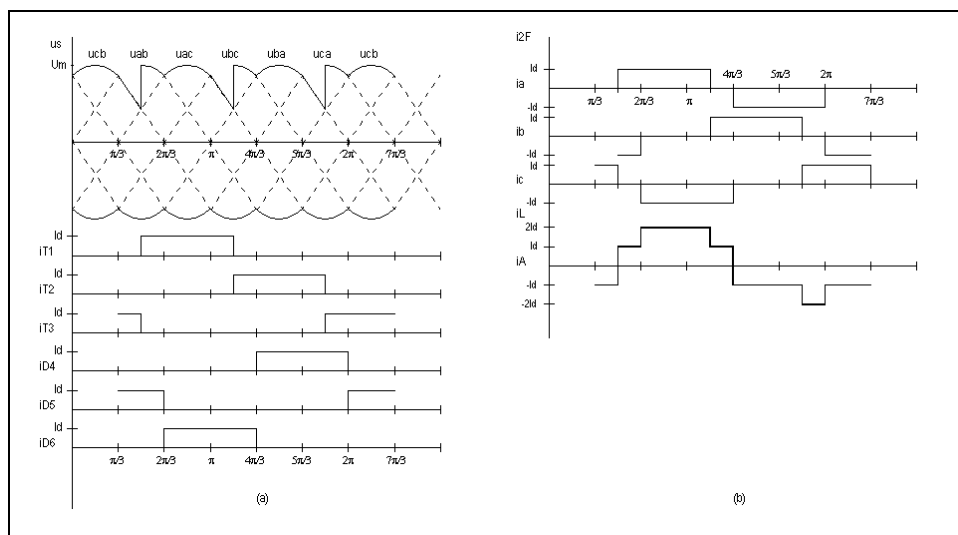 us
ucb uab uac ubc uba uca ucb
Um
π/3 2π/3 π 4π/3 5π/3 2π 7π/3
Id
iT1
Id
iT2
Id
iT3
Id
iD4
Id
iD5
Id
iD6
π/3 2π/3 π 4π/3 5π/3 2π 7π/3
(a)
i2F
Id
4π/3 5π/3 2π
ia
π/3 2π/3 π 7π/3
-Id
Id
ib
-Id
Id
ic
-Id
iL
2Id
Id
iA
-Id
-2Id
(b)